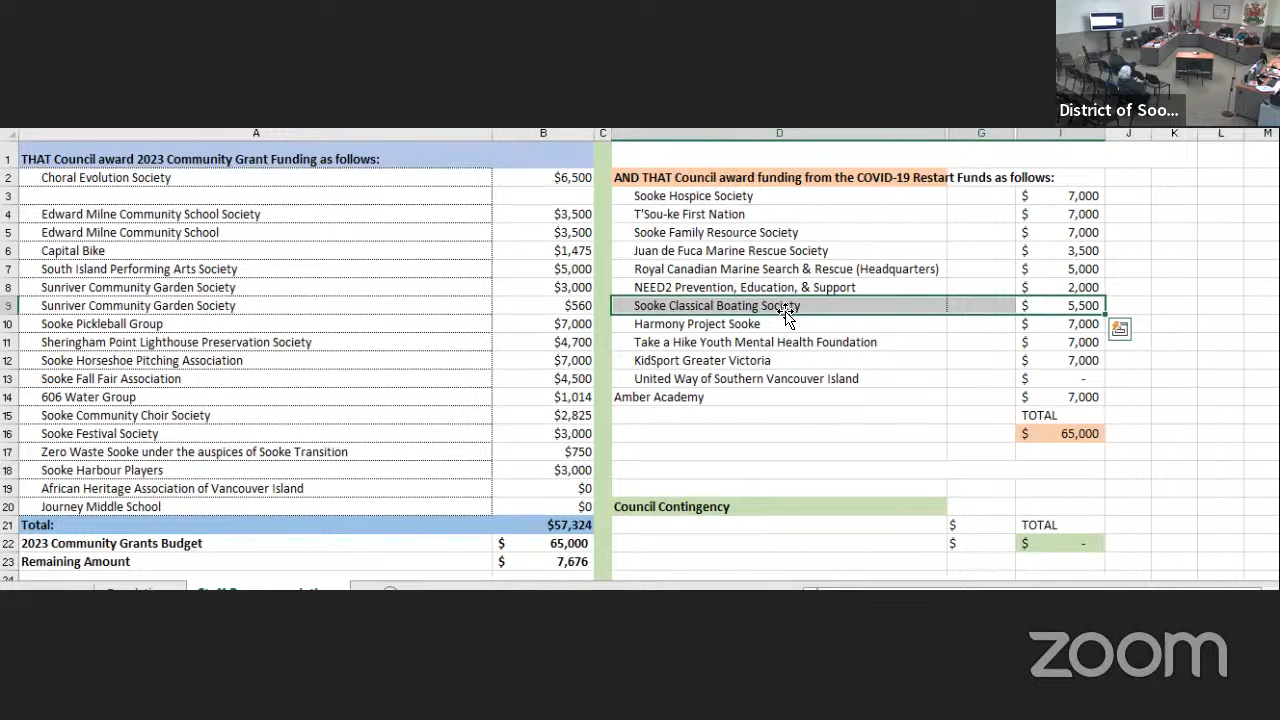 District of Soo...
A B C D G I J K L M
1 THAT Council award 2023 Community Grant Funding as follows:
2 Choral Evolution Society $6,500 AND THAT Council award funding from the COVID-19 Restart Funds as follows:
3 Sooke Hospice Society $ 7,000
4 Edward Milne Community School Society $3,500 T'Sou-ke First Nation $ 7,000
5 Edward Milne Community School $3,500 Sooke Family Resource Society $ 7,000
6 Capital Bike $1,475 Juan de Fuca Marine Rescue Society $ 3,500
7 South Island Performing Arts Society $5,000 Royal Canadian Marine Search & Rescue (Headquarters) $ 5,000
8 Sunriver Community Garden Society $3,000 NEED2 Prevention, Education, & Support $ 2,000
9 Sunriver Community Garden Society $560 Sooke Classical Boating Society $ 5,500
10 Sooke Pickleball Group $7,000 Harmony Project Sooke $ 7,000
11 Sheringham Point Lighthouse Preservation Society $4,700 Take a Hike Youth Mental Health Foundation $ 7,000
12 Sooke Horseshoe Pitching Association $7,000 KidSport Greater Victoria $ 7,000
13 Sooke Fall Fair Association $4,500 United Way of Southern Vancouver Island $ -
14 606 Water Group $1,014 Amber Academy $ 7,000
15 Sooke Community Choir Society $2,825 TOTAL
16 Sooke Festival Society $3,000 $ 65,000
17 Zero Waste Sooke under the auspices of Sooke Transition $750
18 Sooke Harbour Players $3,000
19 African Heritage Association of Vancouver Island $0
20 Journey Middle School $0 Council Contingency
21 Total: $57,324 $ TOTAL
22 2023 Community Grants Budget $ 65,000 $ $ -
23 Remaining Amount $ 7,676
zoom